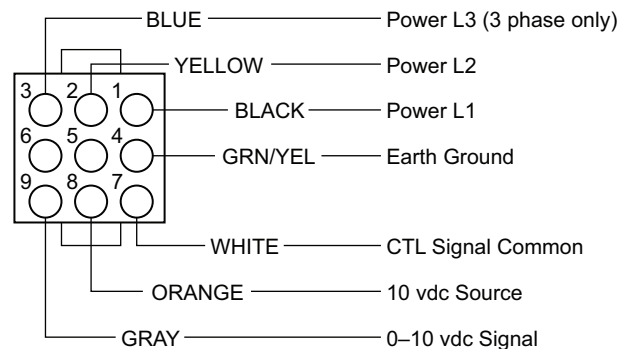 BLUE Power L3 (3 phase only)
YELLOW Power L2
3 2 1
BLACK Power L1
6 5 4
GRN/YEL Earth Ground
9 8 7
WHITE CTL Signal Common
ORANGE 10 vdc Source
GRAY 0–10 vdc Signal